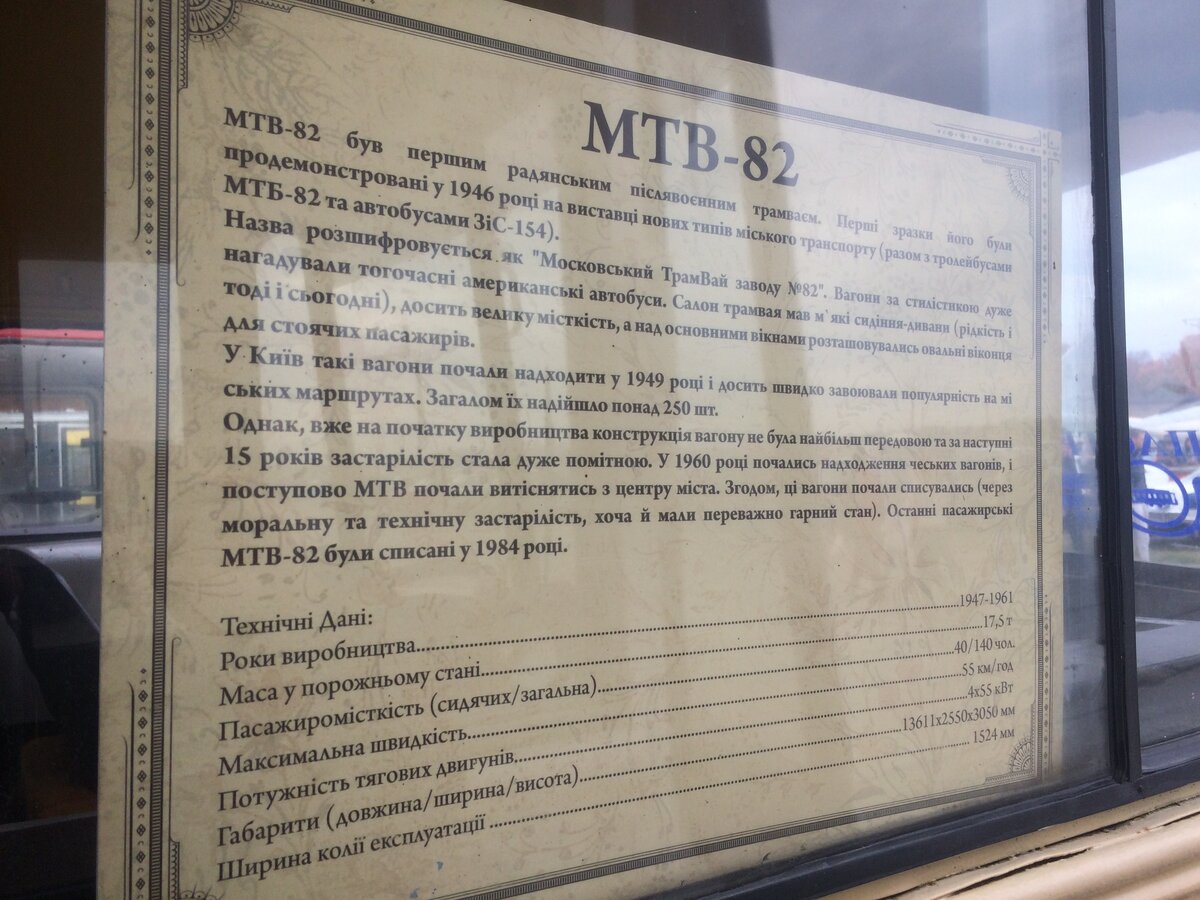 МТВ-82
МТВ-82 був першим радянським післявоєнним трамваєм. Перші зразки його були
продемонстровані у 1946 році на виставці нових типів міського транспорту (разом з тролейбусами
МТБ-82 та автобусами ЗіС-154).
Назва розшифровується як "Московський ТрамВай заводу №82". Вагони за стилістикою дуже
нагадували тогочасні американські автобуси. Салон трамвая мав м'які сидіння-дивани (рідкість і
тоді і сьогодні), досить велику місткість, а над основними вікнами розташовувались овальні віконця
для стоячих пасажирів.
У Київ такі вагони почали надходити у 1949 році і досить швидко завоювали популярність на мі
ських маршрутах. Загалом їх надійшло понад 250 шт.
Однак, вже на початку виробництва конструкція вагону не була найбільш передовою та за наступні
15 років застарілість стала дуже помітною. У 1960 році почались надходження чеських вагонів, і
поступово МТВ почали витіснятись з центру міста. Згодом, ці вагони почали списувались (через
моральну та технічну застарілість, хоча й мали переважно гарний стан). Останні пасажирські
МТВ-82 були списані у 1984 році.
Технічні Дані:
Роки виробництва....................1947-1961
Маса у порожньому стані....................17,5 т
Пасажиромісткість (сидячих/загальна)....................40/140 чол.
Максимальна швидкість....................55 км/год
Потужність тягових двигунів....................4х55 кВт
Габарити (довжина/ширина/висота)....................13611х2550х3050 мм
Ширина колії експлуатації ....................1524 мм